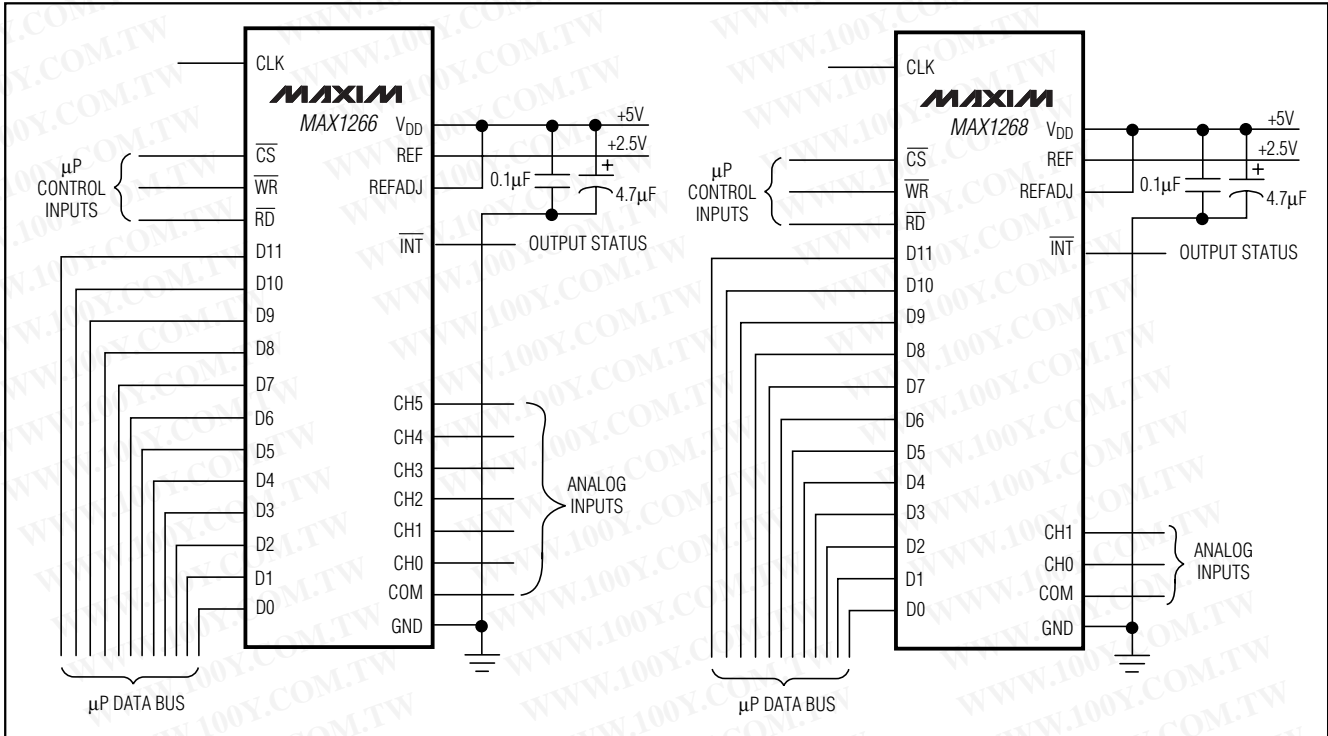 CLK
MAXIM
MAX1266
VDD
+5V
REF
+2.5V
REFADJ
0.1µF
+
4.7µF
µP
CONTROL
INPUTS
CS
WR
RD
INT
OUTPUT STATUS
D11
D10
D9
D8
D7
D6
D5
D4
D3
D2
D1
D0
CH5
CH4
CH3
CH2
CH1
CH0
COM
GND
ANALOG
INPUTS
µP DATA BUS
CLK
MAXIM
MAX1268
VDD
+5V
REF
+2.5V
REFADJ
0.1µF
+
4.7µF
µP
CONTROL
INPUTS
CS
WR
RD
INT
OUTPUT STATUS
D11
D10
D9
D8
D7
D6
D5
D4
D3
D2
D1
D0
CH1
CH0
COM
GND
ANALOG
INPUTS
µP DATA BUS
WWW.100Y.COM.TW